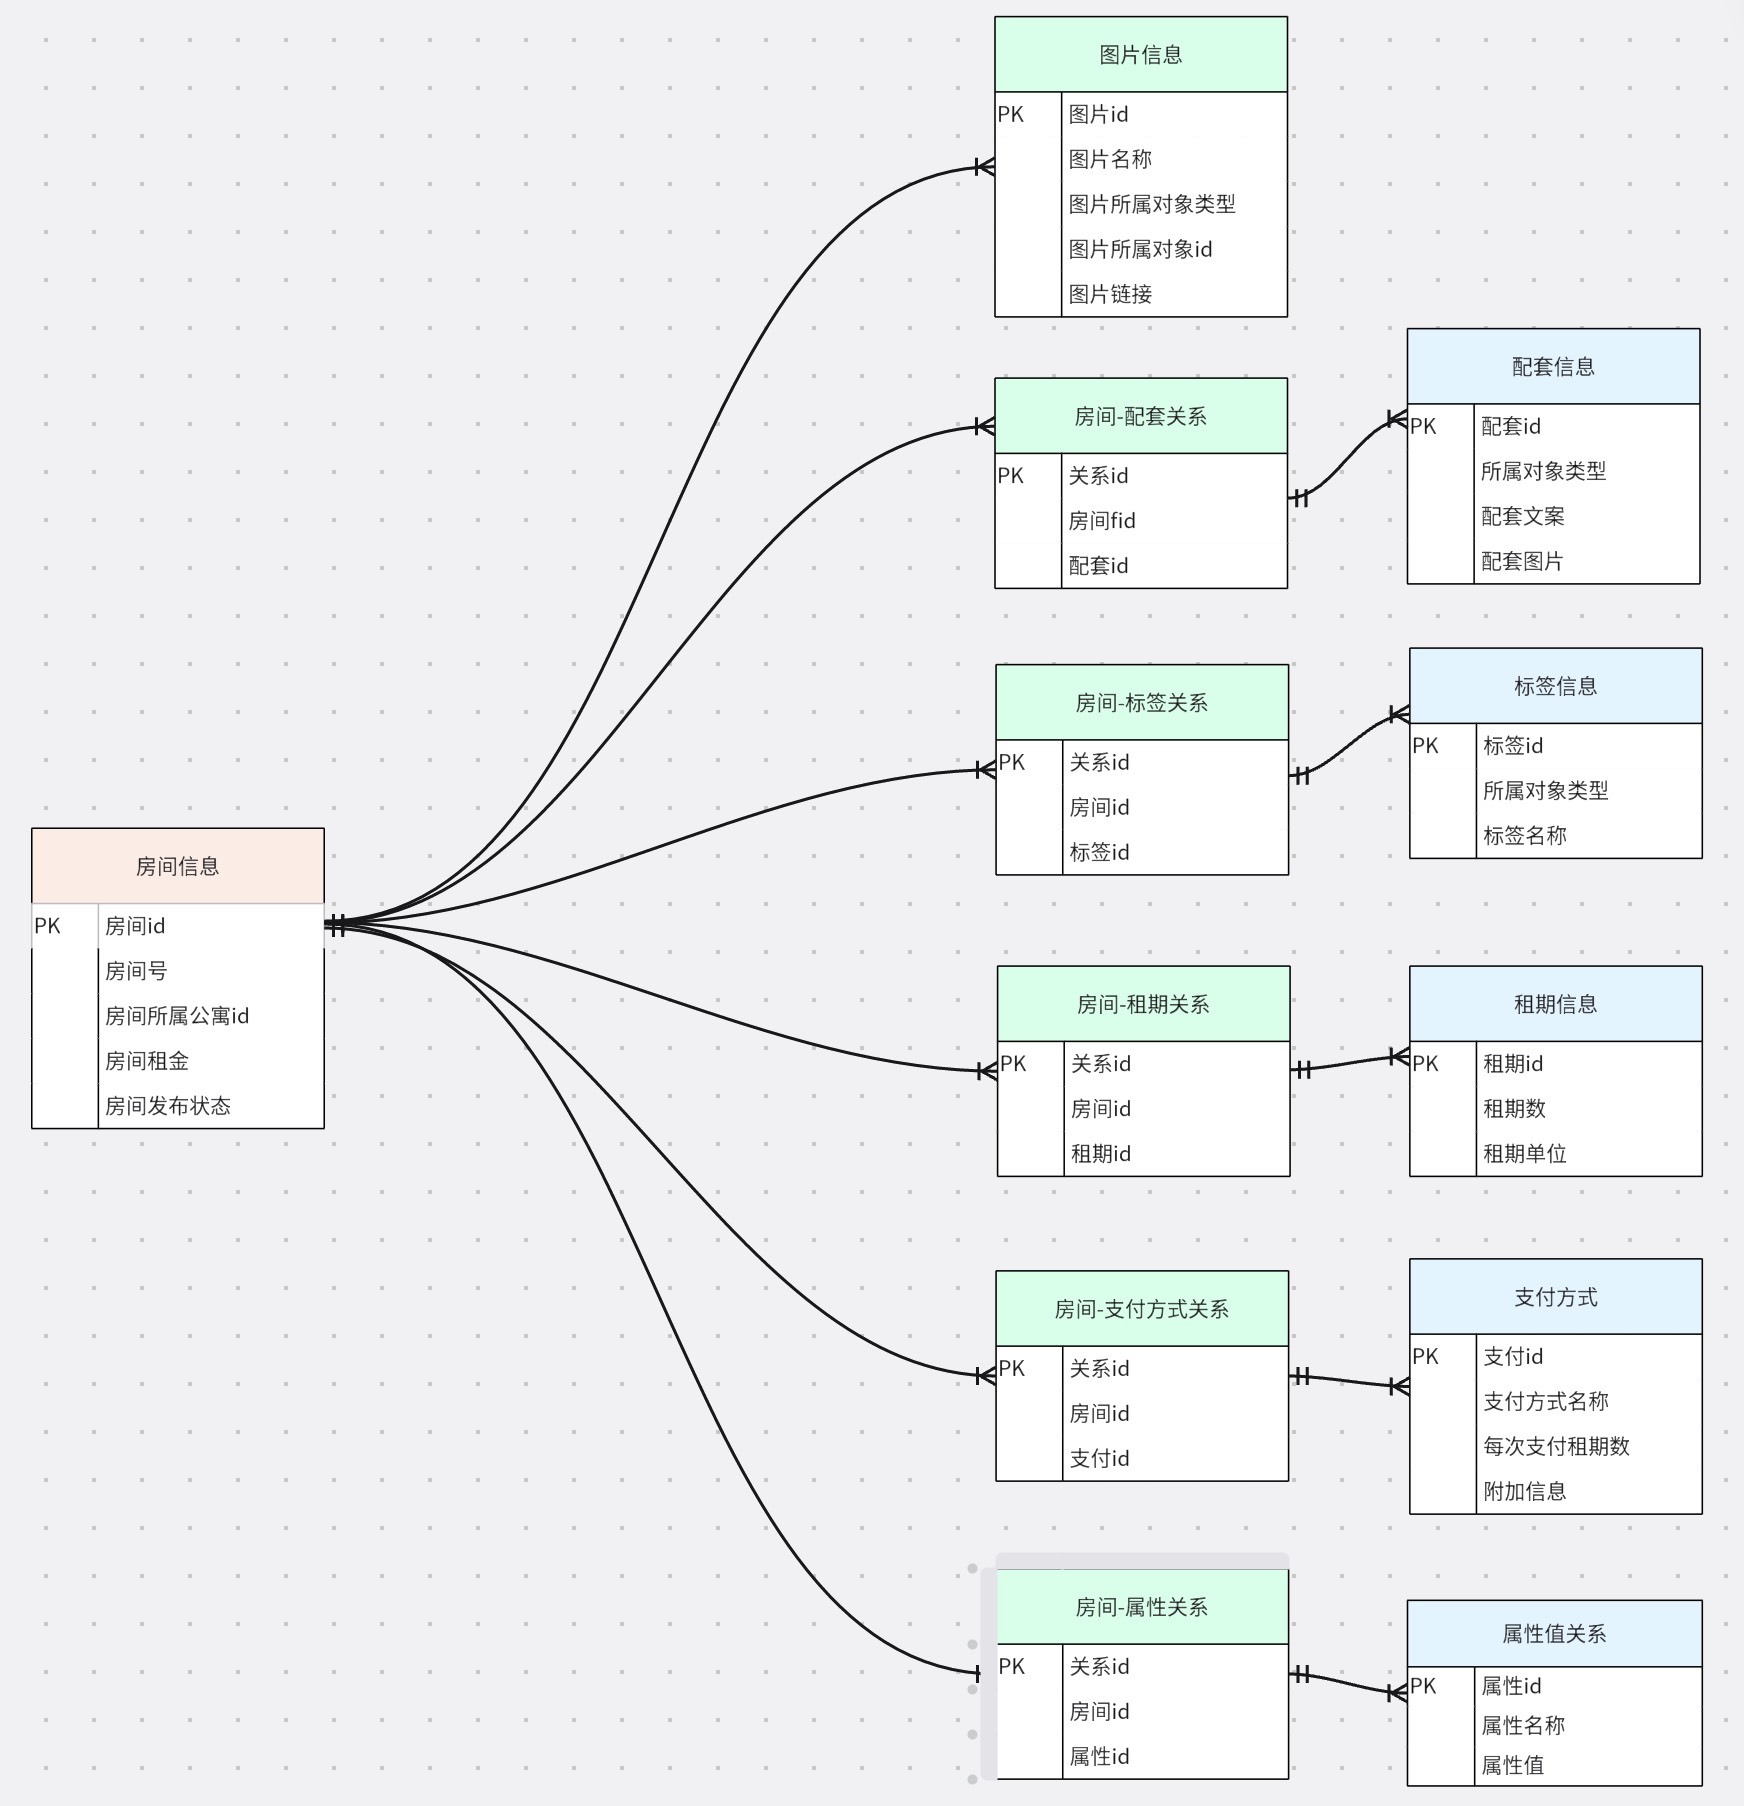 图片信息
PK 图片id
图片名称
图片所属对象类型
图片所属对象id
图片链接
房间-配套关系
PK 关系id
房间fid
配套id
配套信息
PK 配套id
所属对象类型
配套文案
配套图片
房间-标签关系
PK 关系id
房间id
标签id
标签信息
PK 标签id
所属对象类型
标签名称
房间信息
PK 房间id
房间号
房间所属公寓id
房间租金
房间发布状态
房间-租期关系
PK 关系id
房间id
租期id
租期信息
PK 租期id
租期数
租期单位
房间-支付方式关系
PK 关系id
房间id
支付id
支付方式
PK 支付id
支付方式名称
每次支付租期数
附加信息
房间-属性关系
PK 关系id
房间id
属性id
属性值关系
PK 属性id
属性名称
属性值